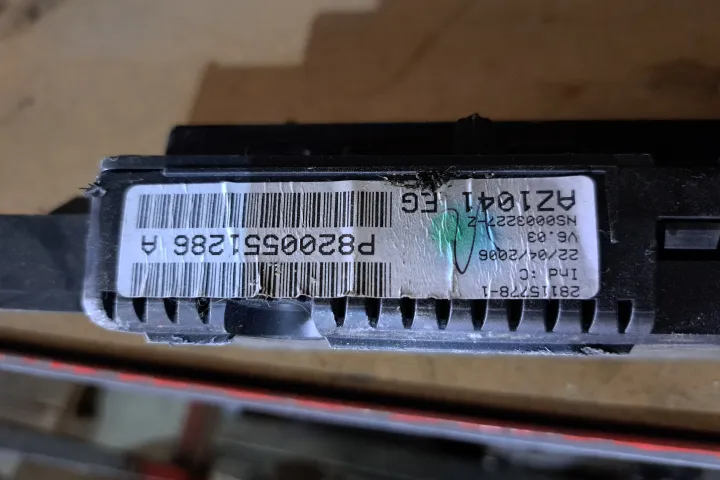 28115778-1
Ind :C
22/04/2006
V6.03
NS0003227-Z
AZ1041 EG
P8200551286 A